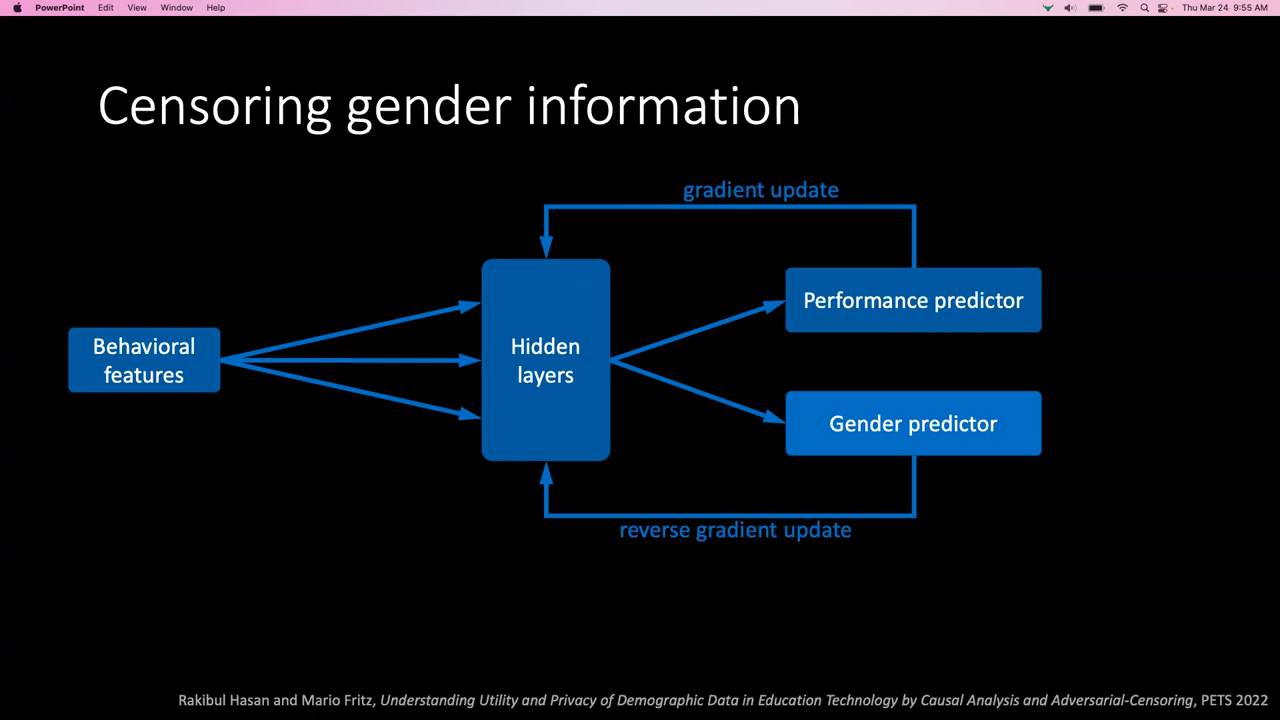 PowerPoint Edit View Window Help Thu Mar 24 9:55 AM
Censoring gender information
gradient update
Performance predictor
Behavioral
features
Hidden
layers
Gender predictor
reverse gradient update
Rakibul Hasan and Mario Fritz, Understanding Utility and Privacy of Demographic Data in Education Technology by Causal Analysis and Adversarial-Censoring, PETS 2022